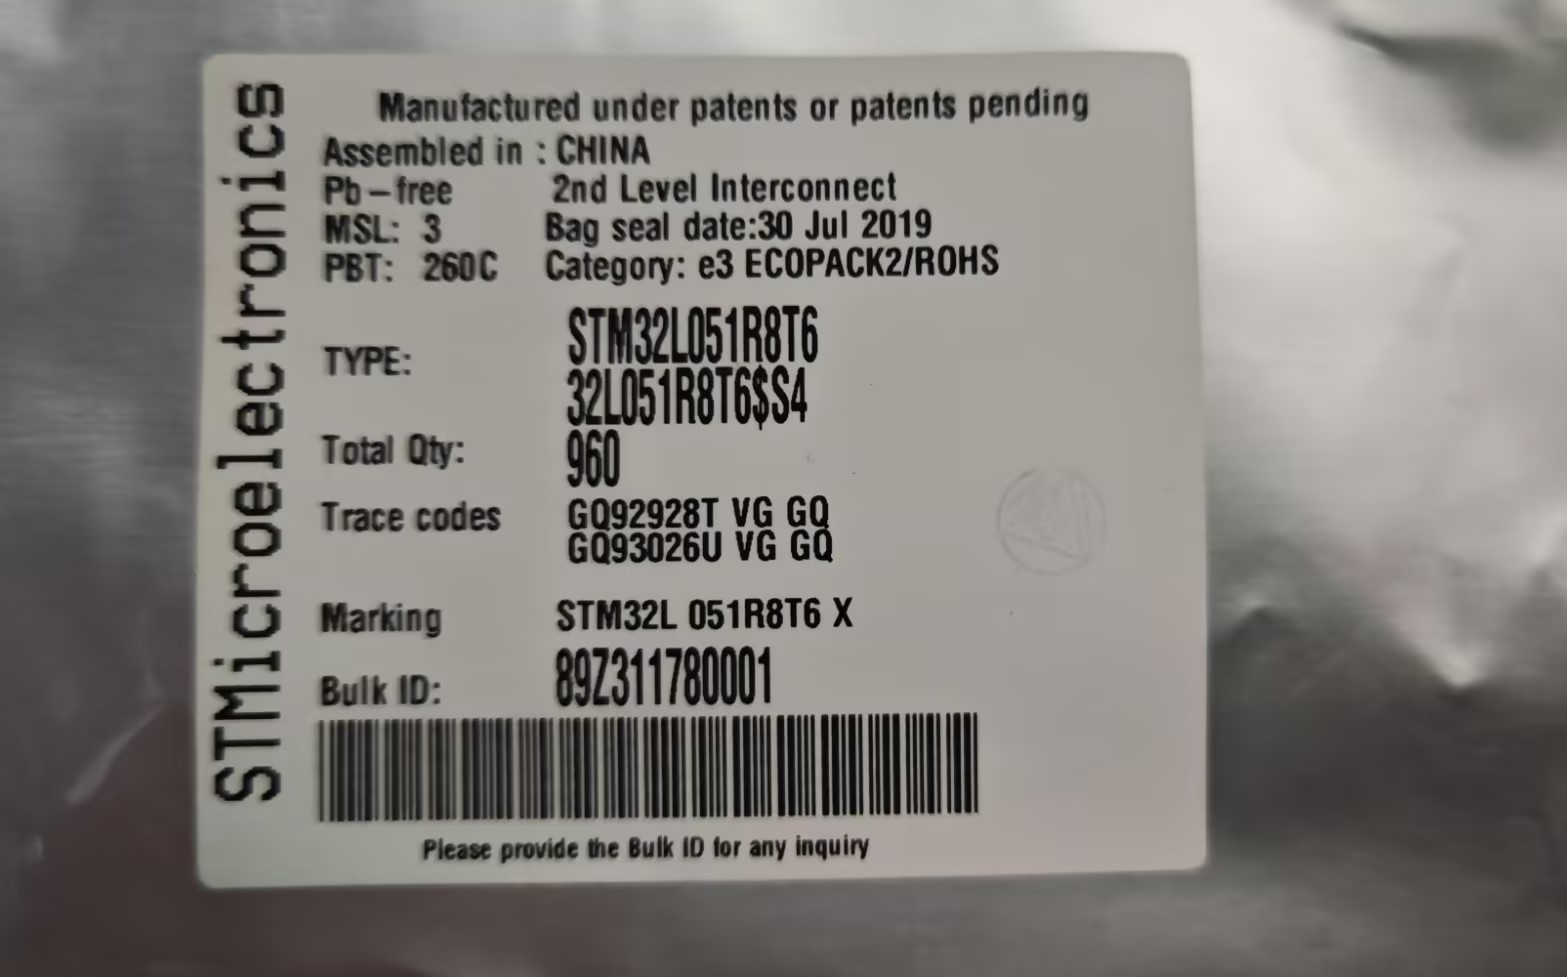 STMicroelectronics
Manufactured under patents or patents pending
Assembled in : CHINA
Pb-free 2nd Level Interconnect
MSL: 3 Bag seal date:30 Jul 2019
PBT: 260C Category: e3 ECOPACK2/ROHS
TYPE: STM32L051R8T6
32L051R8T6$S4
Total Qty: 960
Trace codes GQ92928T VG GQ
GQ93026U VG GQ
Marking STM32L 051R8T6 X
Bulk ID: 89Z311780001
Please provide the Bulk ID for any inquiry